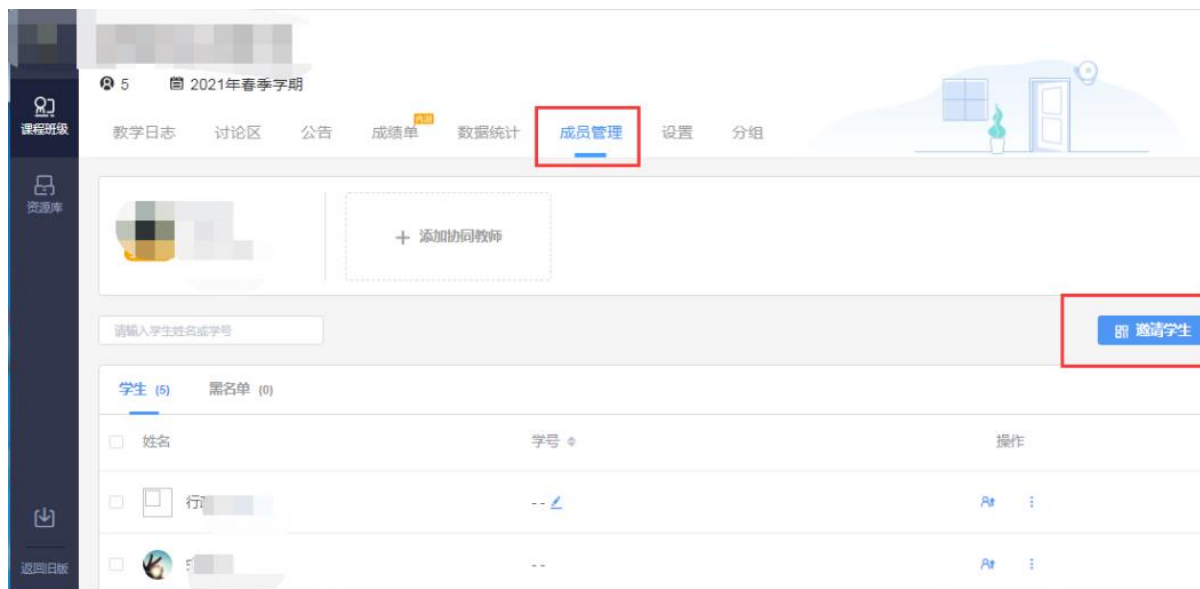 5 2021年春季学期
课程班级
教学日志 讨论区 公告 成绩单 内测 数据统计 成员管理 设置 分组
资源库
+ 添加协同教师
请输入学生姓名或学号
邀请学生
学生 (5) 黑名单 (0)
姓名 学号 操作
行 --
--
返回旧版